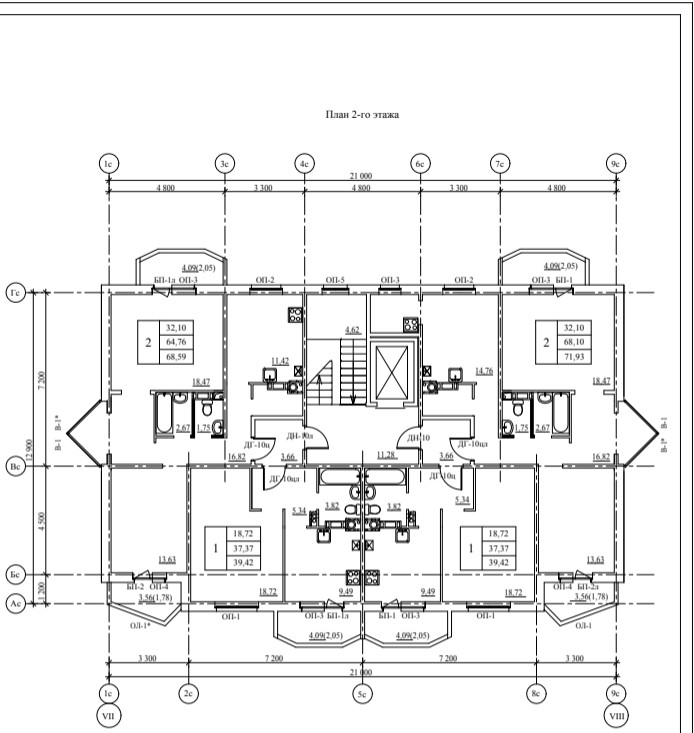 План 2-го этажа
1с 3с 4с 6с 7с 9с
21 000
4 800 3 300 4 800 3 300 4 800
4,09(2,05) 4,09(2,05)
БП-1л ОП-3 ОП-2 ОП-5 ОП-3 ОП-2 ОП-3 БП-1
Гс
32,10 4,62 32,10
2 64,76 2 68,10
68,59 71,93
7 200
11,42 14,76
18,47 18,47
2,67 1,75 1,75 2,67
В-1 В-1* В-1
В-1*
12 900
ДГ-10ц ДН-10л ДН-10 ДГ-10цл
16,82 3,66 11,28 3,66 16,82
Вс
ДГ-10цл ДГ-10ц
5,34 3,82 3,82 5,34
4 500
18,72 18,72
1 37,37 1 37,37
39,42 39,42
13,63 13,63
Бс
БП-2 ОП-4 ОП-4 БП-2л
18,72 9,49 9,49 18,72
1 200
3,56(1,78) 3,56(1,78)
Ас
ОП-1 ОП-3 БП-1л БП-1 ОП-3 ОП-1
ОЛ-1* ОЛ-1
4,09(2,05) 4,09(2,05)
3 300 7 200 7 200 3 300
21 000
1с 2с 5с 8с 9с
VII VIII